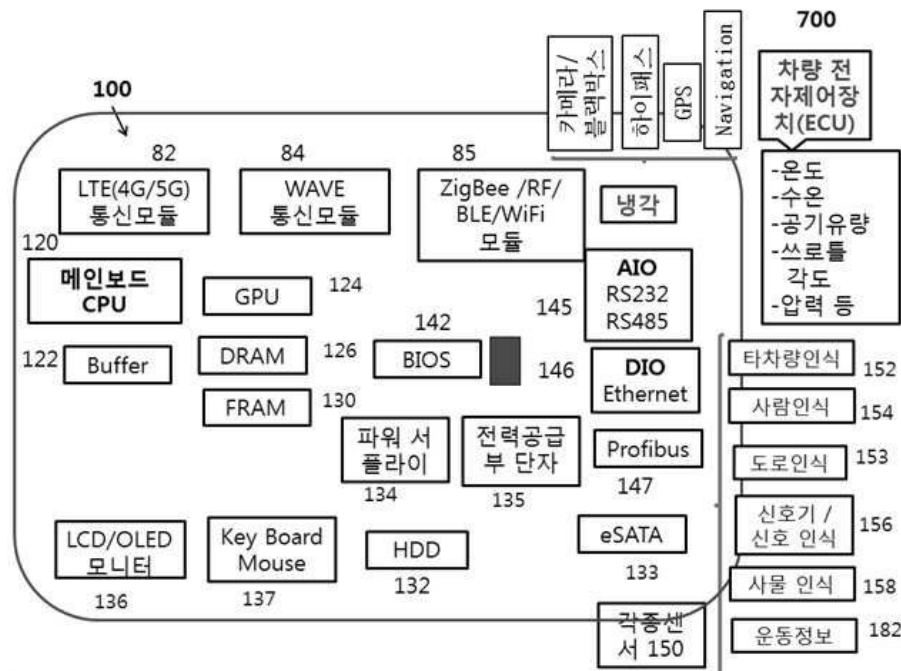 700
카메라/
블랙박스
하이패스
GPS
Navigation
차량 전
자제어장
치(ECU)
100
82
84
85
LTE(4G/5G)
통신모듈
WAVE
통신모듈
ZigBee /RF/
BLE/WiFi
모듈
냉각
-온도
-수온
-공기유량
-쓰로틀
각도
-압력 등
120
메인보드
CPU
GPU
124
142
145
AIO
RS232
RS485
122
Buffer
DRAM
126
BIOS
146
DIO
Ethernet
타차량인식
152
FRAM
130
사람인식
154
파워 서
플라이
전력공급
부 단자
Profibus
도로인식
153
134
135
147
LCD/OLED
모니터
Key Board
Mouse
HDD
eSATA
신호기 /
신호 인식
156
136
137
132
133
사물 인식
158
각종센
서 150
운동정보
182